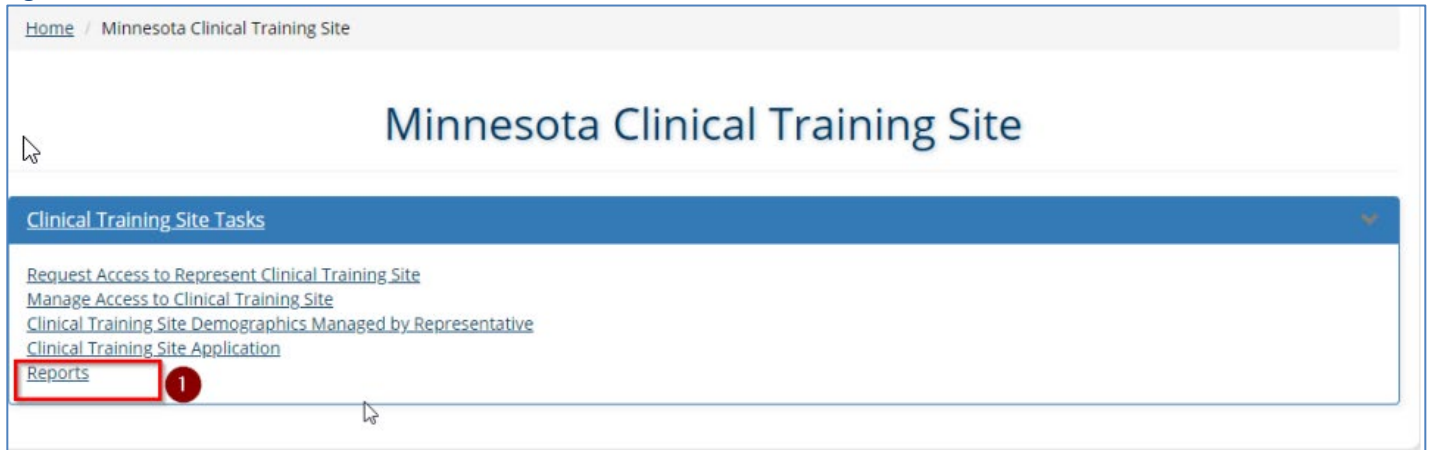 Home / Minnesota Clinical Training Site
Minnesota Clinical Training Site
Clinical Training Site Tasks
Request Access to Represent Clinical Training Site
Manage Access to Clinical Training Site
Clinical Training Site Demographics Managed by Representative
Clinical Training Site Application
Reports
1